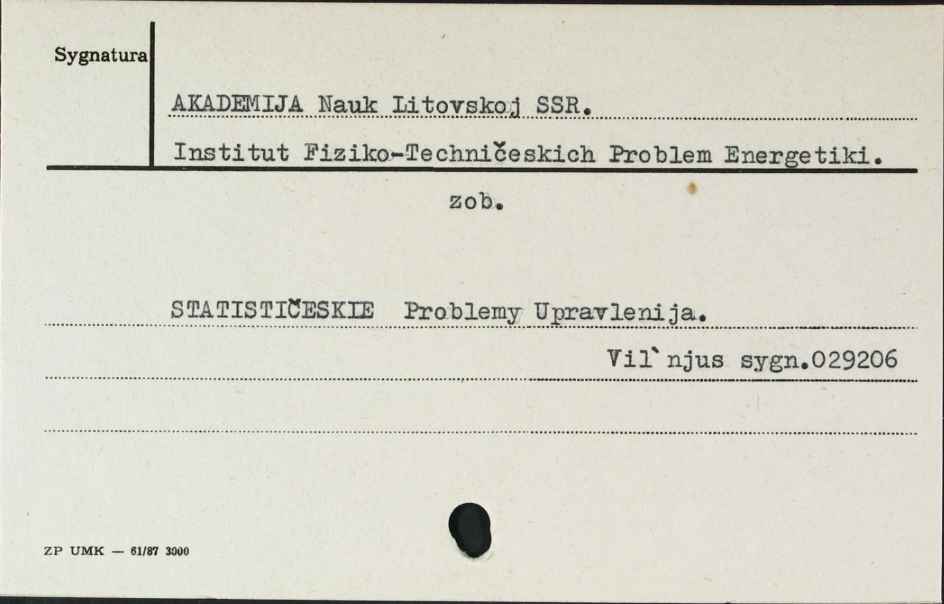 Sygnatura
AKADEMIJA Nauk Litovskoj SSR.
Institut Fiziko-Techničeskich Problem Energetiki.
zob.
STATISTIČESKIE Problemy Upravlenija.
Vil`njus sygn.029206
ZP UMK — 61/87 3000